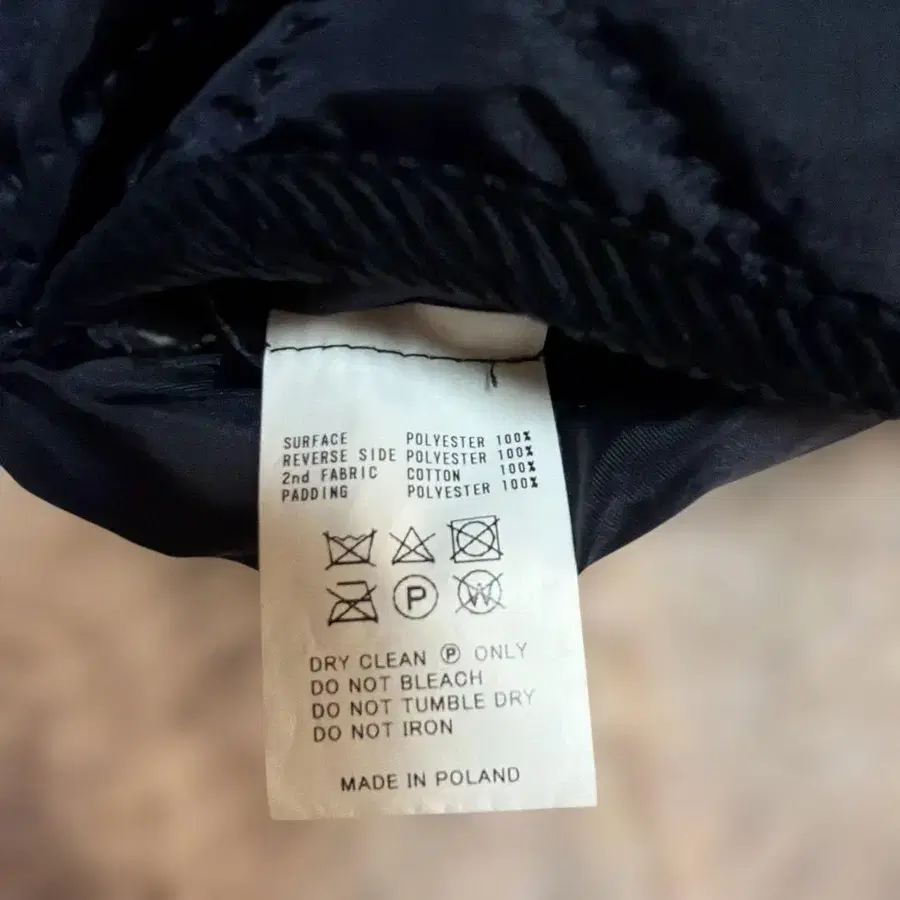 SURFACE POLYESTER 100%
REVERSE SIDE POLYESTER 100%
2nd FABRIC COTTON 100%
PADDING POLYESTER 100%
P W
DRY CLEAN Ⓟ ONLY
DO NOT BLEACH
DO NOT TUMBLE DRY
DO NOT IRON
MADE IN POLAND